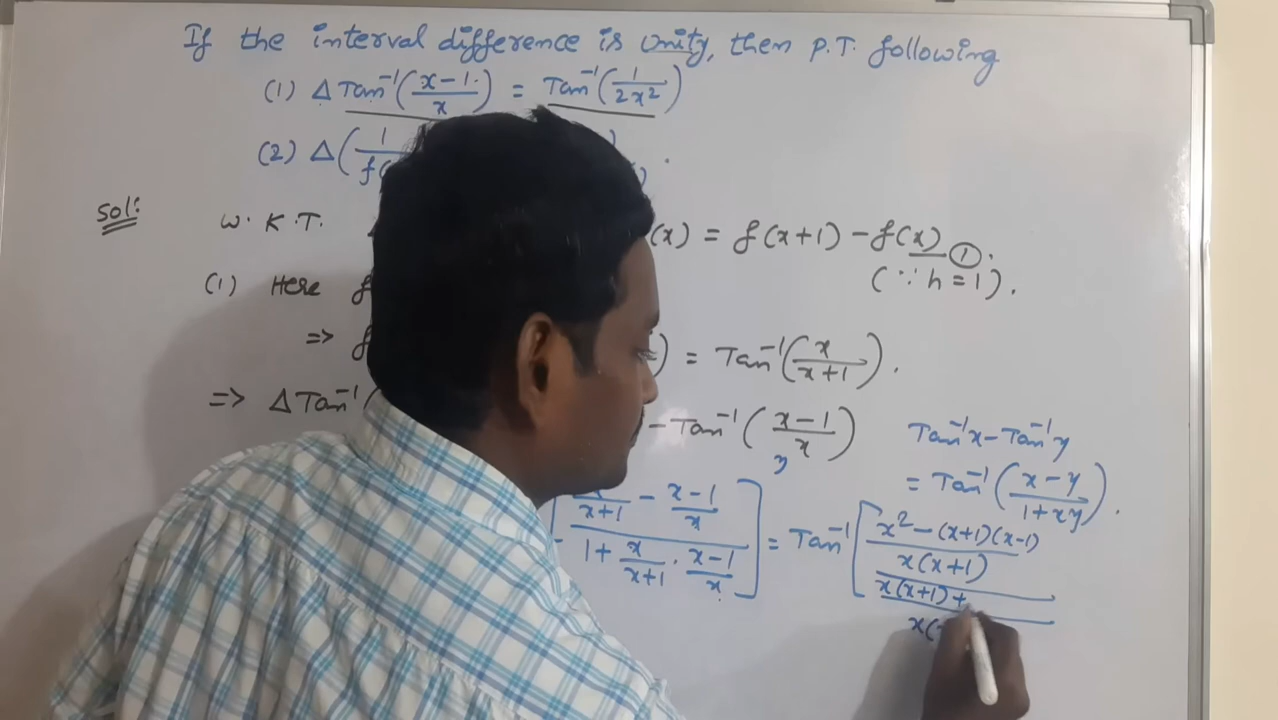 If the interval difference is unity, then P.T. following
(1) Δ Tan⁻¹((x-1)/x) = Tan⁻¹(1/(2x²))
(2) Δ(1/f(
Sol:
W.K.T. (x) = f(x+1) - f(x) ①.
(∵ h = 1).
(1) Here f
=> f ) = Tan⁻¹(x/(x+1)).
=> Δ Tan⁻¹( - Tan⁻¹((x-1)/x)
y
Tan⁻¹x - Tan⁻¹y
= Tan⁻¹((x-y)/(1+xy)).
[(x/(x+1) - (x-1)/x)/(1 + x/(x+1) · (x-1)/x)] = Tan⁻¹[((x² - (x+1)(x-1))/(x(x+1)))/((x(x+1) +)/(x(